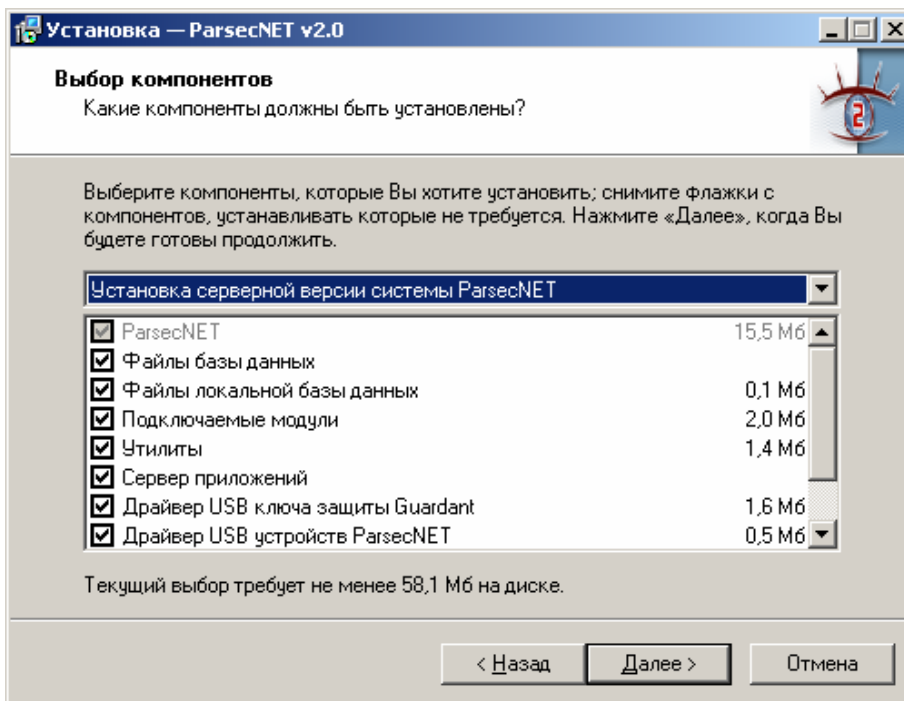 Установка — ParsecNET v2.0
Выбор компонентов
Какие компоненты должны быть установлены?
2
Выберите компоненты, которые Вы хотите установить; снимите флажки с
компонентов, устанавливать которые не требуется. Нажмите «Далее», когда Вы
будете готовы продолжить.
Установка серверной версии системы ParsecNET
ParsecNET 15,5 Мб
Файлы базы данных
Файлы локальной базы данных 0,1 Мб
Подключаемые модули 2,0 Мб
Утилиты 1,4 Мб
Сервер приложений
Драйвер USB ключа защиты Guardant 1,6 Мб
Драйвер USB устройств ParsecNET 0,5 Мб
Текущий выбор требует не менее 58,1 Мб на диске.
< Назад Далее > Отмена